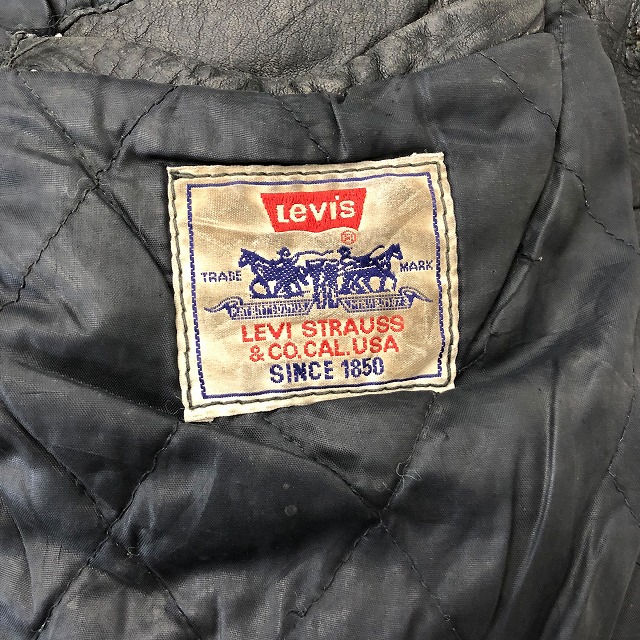 Levi's
®
TRADE MARK
LEVI STRAUSS
& CO. CAL. USA
SINCE 1850